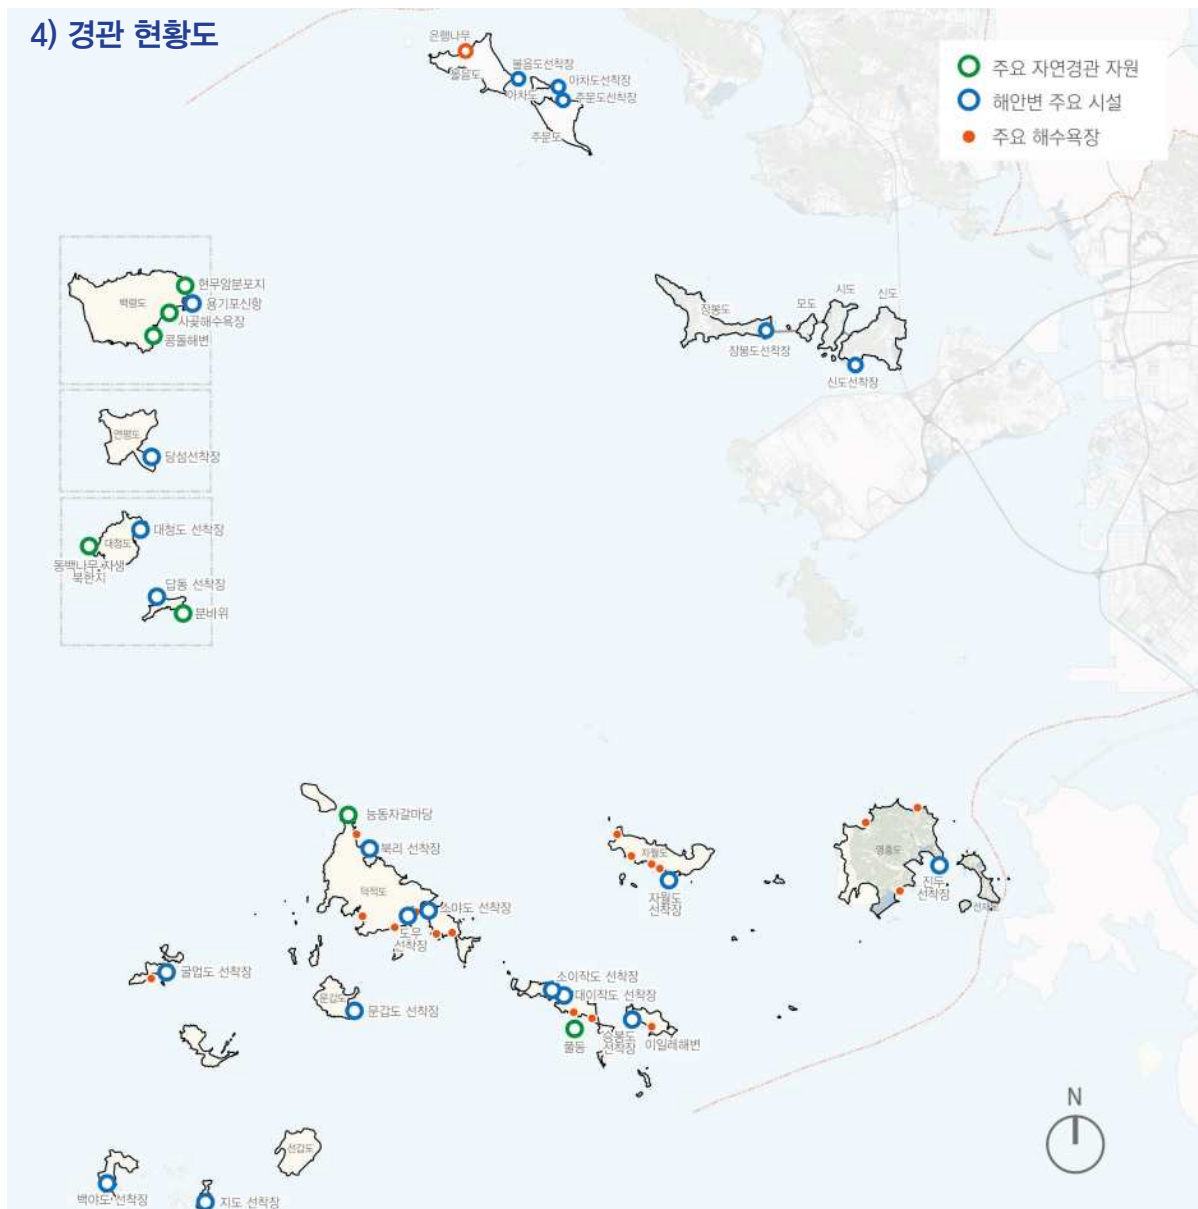 4) 경관 현황도
주요 자연경관 자원
해안변 주요 시설
주요 해수욕장
은행나무
볼음도
볼음도선착장
아차도
아차도선착장
주문도선착장
주문도
백령도
현무암분포지
용기포신항
사곶해수욕장
콩돌해변
장봉도
모도
시도
신도
장봉도선착장
신도선착장
연평도
당섬선착장
대청도 선착장
대청도
동백나무 자생
북한지
답동 선착장
분바위
능동자갈마당
북리 선착장
덕적도
소야도 선착장
도우
선착장
자월도
자월도
선착장
영흥도
진두
선착장
선재도
굴업도 선착장
문갑도
문갑도 선착장
소이작도 선착장
대이작도 선착장
풀등
승봉도
선착장
이일레해변
선갑도
백아도 선착장
지도 선착장
N